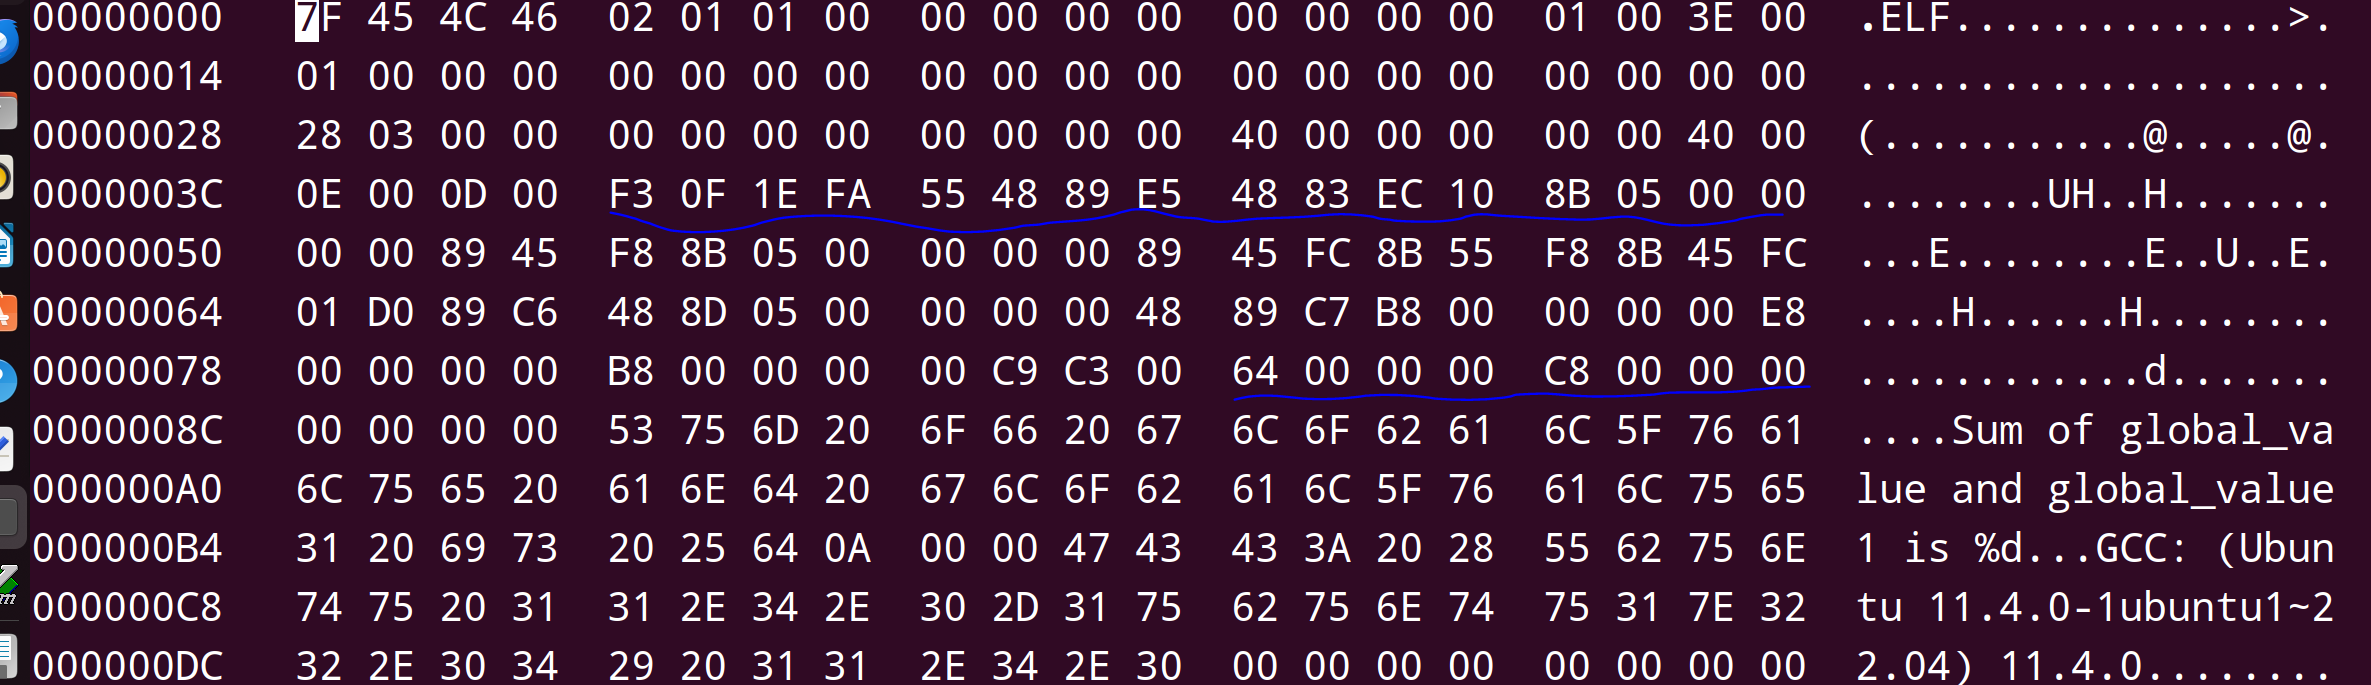 00000000 7F 45 4C 46 02 01 01 00 00 00 00 00 00 00 00 00 01 00 3E 00 .ELF..............>.
00000014 01 00 00 00 00 00 00 00 00 00 00 00 00 00 00 00 00 00 00 00 ....................
00000028 28 03 00 00 00 00 00 00 00 00 00 00 40 00 00 00 00 00 40 00 (...........@.....@.
0000003C 0E 00 0D 00 F3 0F 1E FA 55 48 89 E5 48 83 EC 10 8B 05 00 00 ........UH..H.......
00000050 00 00 89 45 F8 8B 05 00 00 00 00 89 45 FC 8B 55 F8 8B 45 FC ...E........E..U..E.
00000064 01 D0 89 C6 48 8D 05 00 00 00 00 48 89 C7 B8 00 00 00 00 E8 ....H......H........
00000078 00 00 00 00 B8 00 00 00 00 C9 C3 00 64 00 00 00 C8 00 00 00 ............d.......
0000008C 00 00 00 00 53 75 6D 20 6F 66 20 67 6C 6F 62 61 6C 5F 76 61 ....Sum of global_va
000000A0 6C 75 65 20 61 6E 64 20 67 6C 6F 62 61 6C 5F 76 61 6C 75 65 lue and global_value
000000B4 31 20 69 73 20 25 64 0A 00 00 47 43 43 3A 20 28 55 62 75 6E 1 is %d...GCC: (Ubun
000000C8 74 75 20 31 31 2E 34 2E 30 2D 31 75 62 75 6E 74 75 31 7E 32 tu 11.4.0-1ubuntu1~2
000000DC 32 2E 30 34 29 20 31 31 2E 34 2E 30 00 00 00 00 00 00 00 00 2.04) 11.4.0........